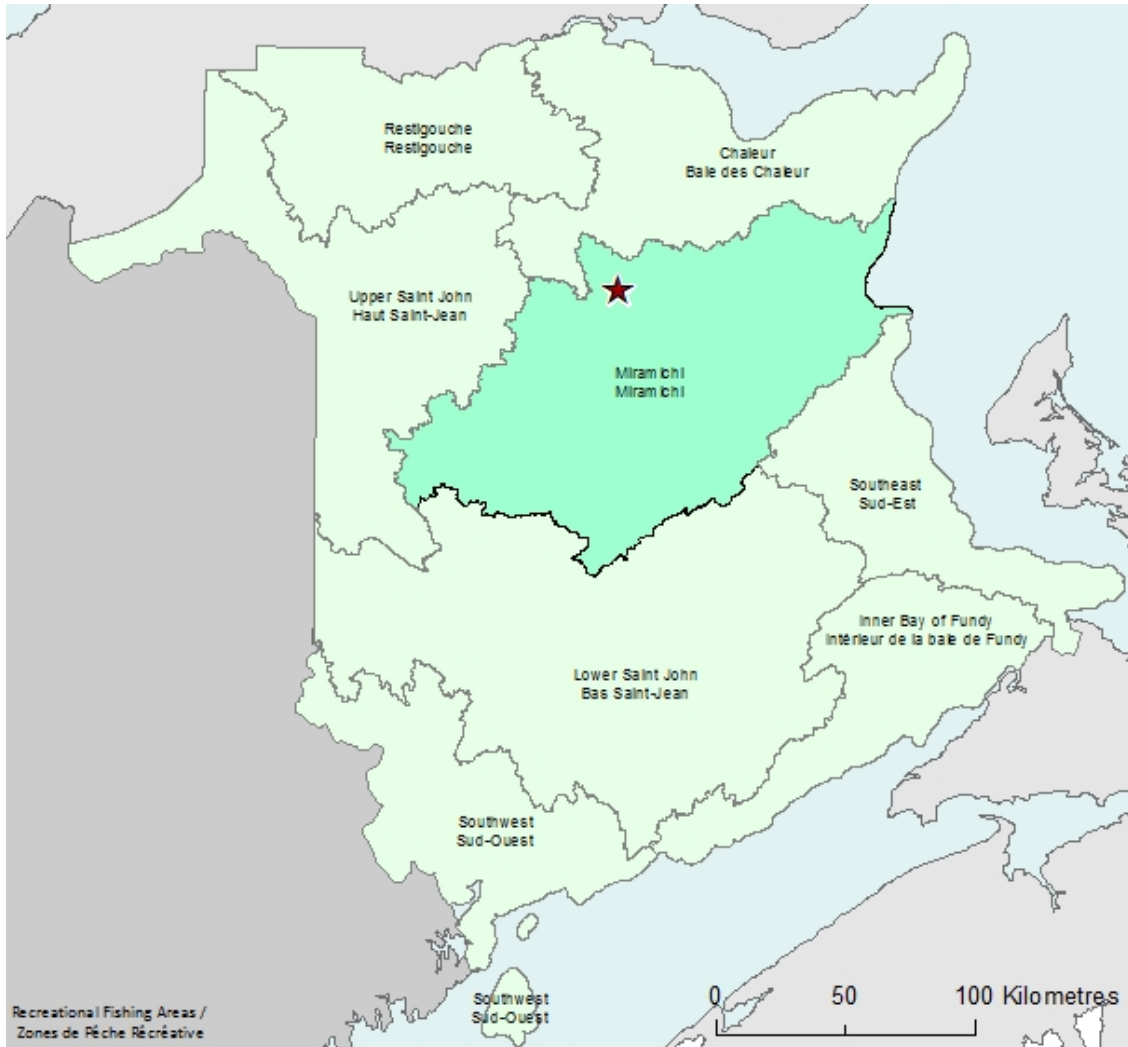 Restigouche
Restigouche
Chaleur
Baie des Chaleur
Upper Saint John
Haut Saint-Jean
Miramichi
Miramichi
Southeast
Sud-Est
Inner Bay of Fundy
Intérieur de la baie de Fundy
Lower Saint John
Bas Saint-Jean
Southwest
Sud-Ouest
Southwest
Sud-Ouest
0 50 100 Kilometres
Recreational Fishing Areas /
Zones de Pêche Récréative